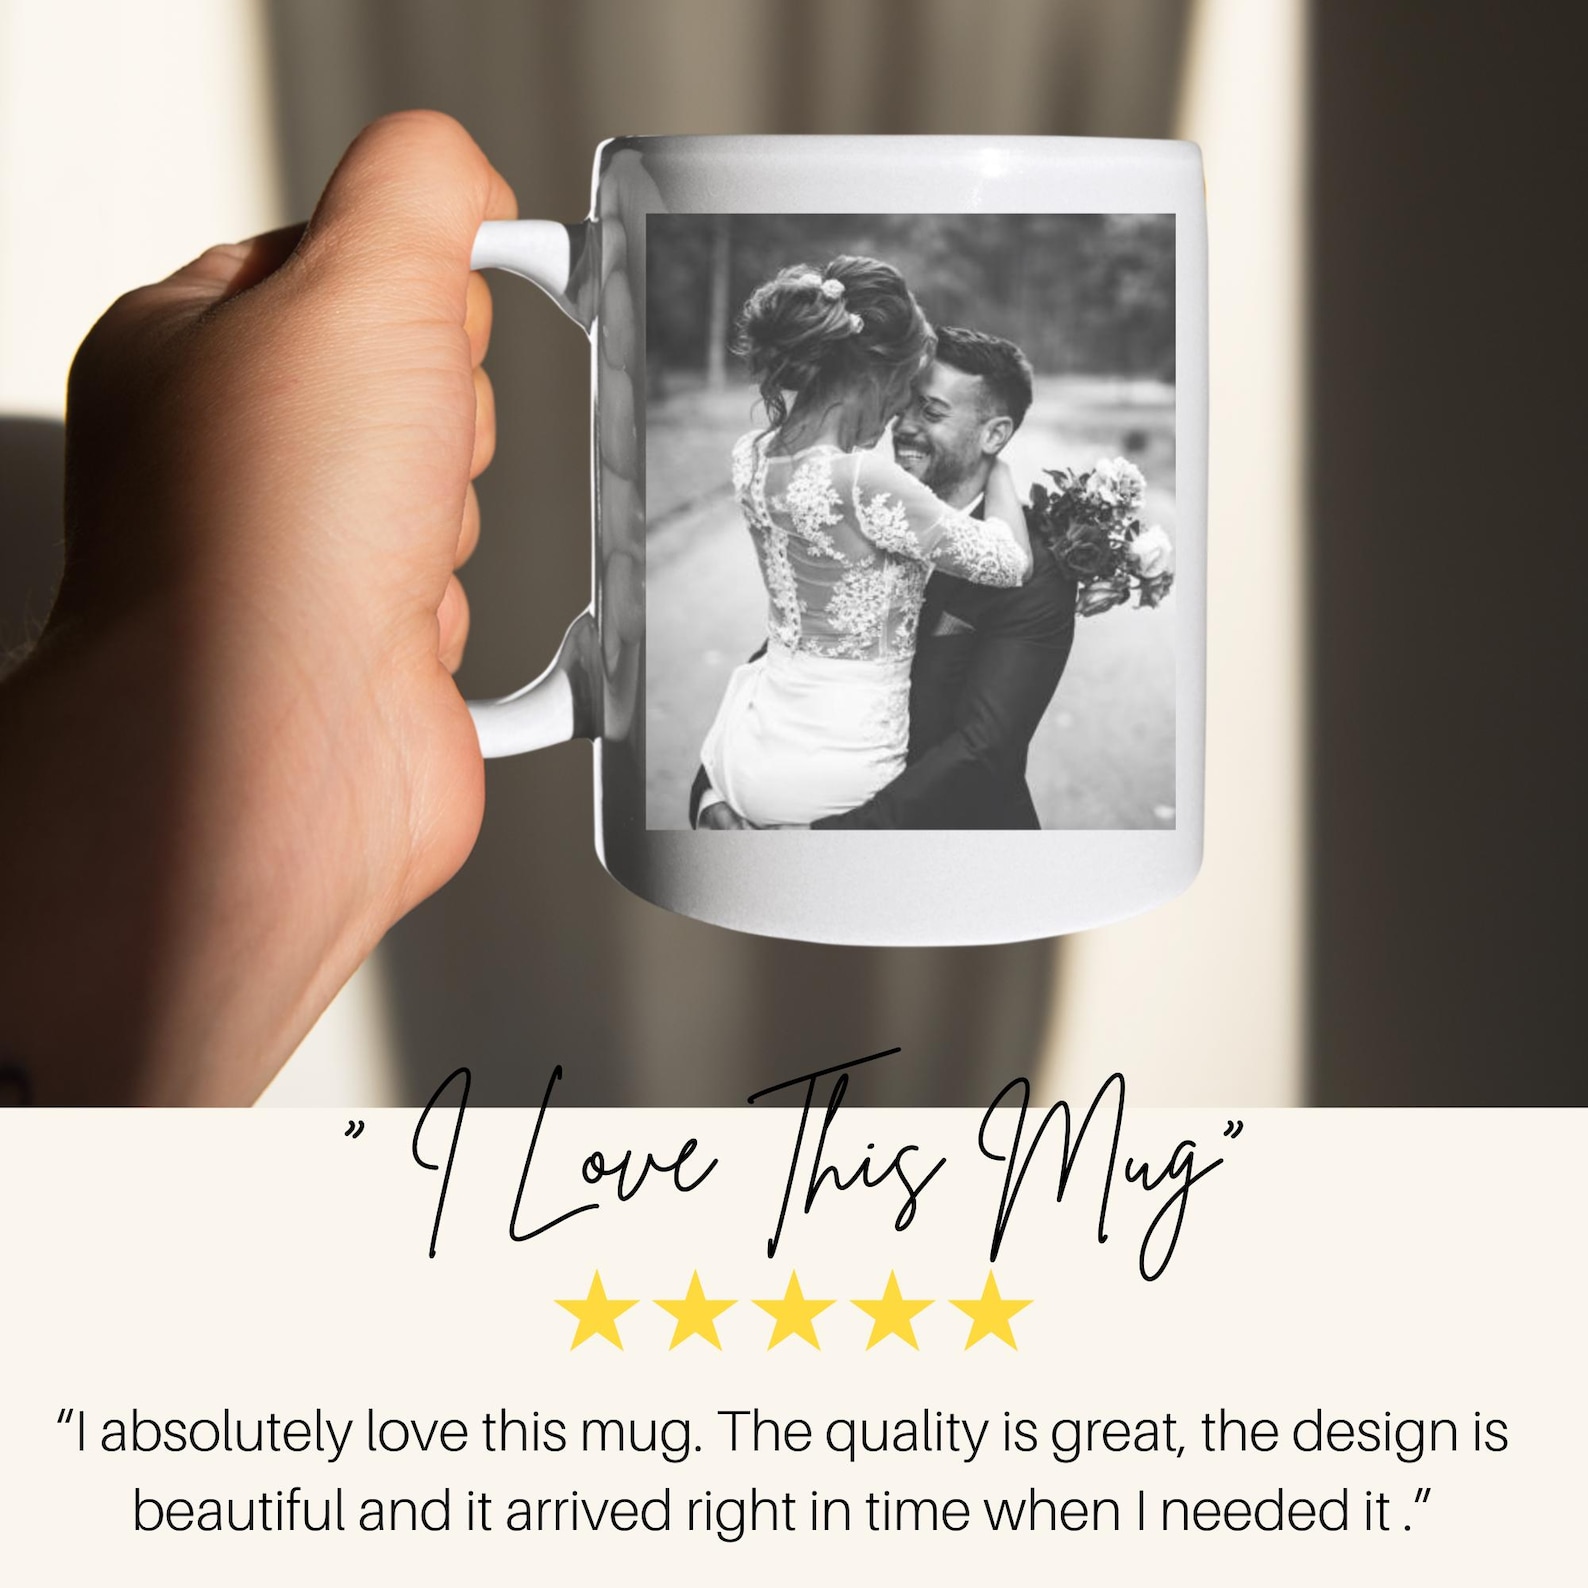 ” I Love This Mug”
“I absolutely love this mug. The quality is great, the design is
beautiful and it arrived right in time when I needed it .”